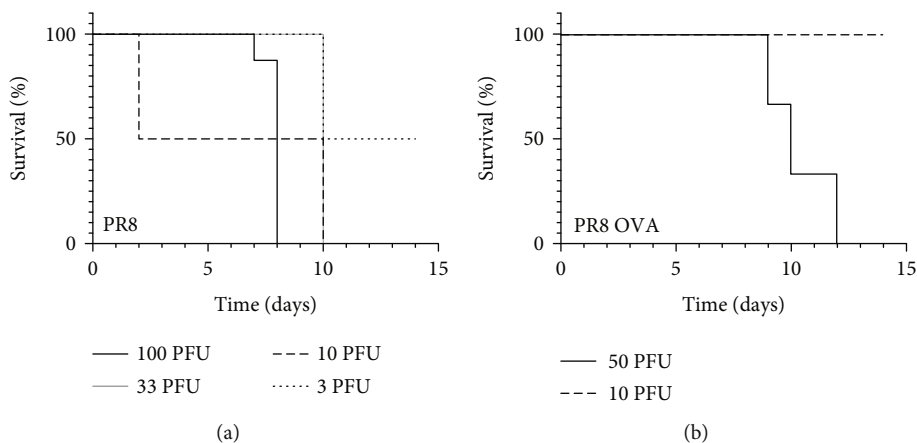 100
50
0
Survival (%)
PR8
0 5 10 15
Time (days)
100 PFU
10 PFU
33 PFU
3 PFU
(a)
100
50
0
Survival (%)
PR8 OVA
0 5 10 15
Time (days)
50 PFU
10 PFU
(b)